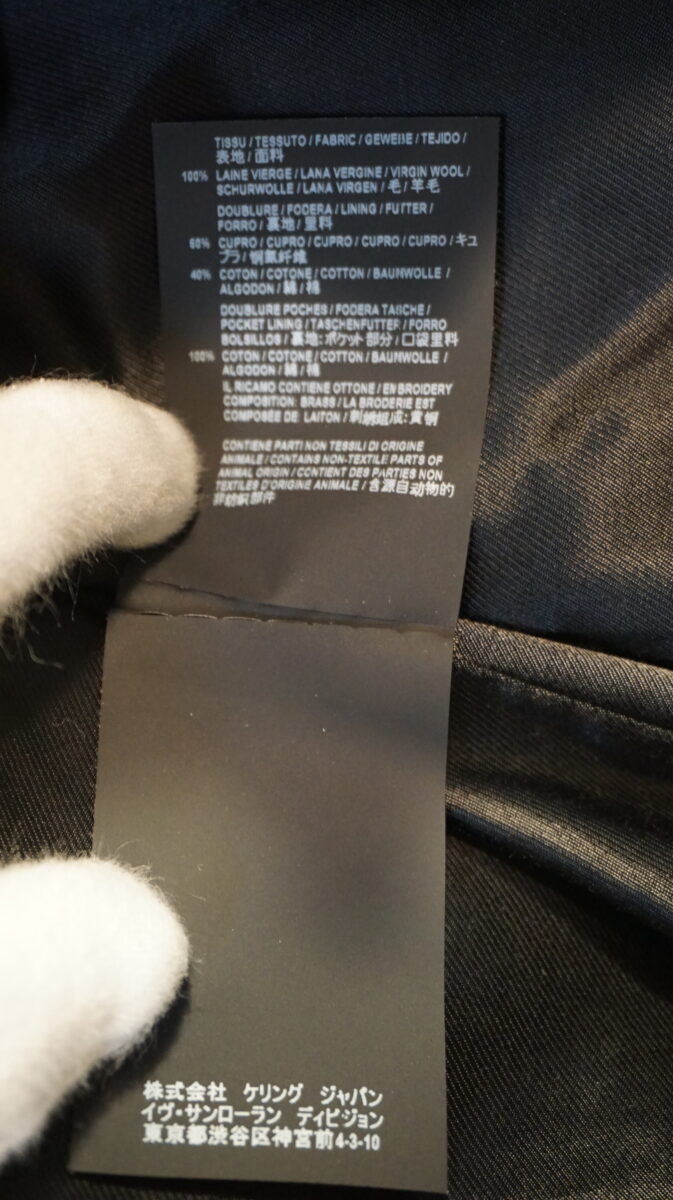 TISSU / TESSUTO / FABRIC / GEWEBE / TEJIDO /
表地 / 面料
100% LAINE VIERGE / LANA VERGINE / VIRGIN WOOL /
SCHURWOLLE / LANA VIRGEN / 毛 / 羊毛
DOUBLURE / FODERA / LINING / FUTTER /
FORRO / 裏地 / 里料
60% CUPRO / CUPRO / CUPRO / CUPRO / CUPRO / キュ
プラ / 铜氨纤维
40% COTON / COTONE / COTTON / BAUMWOLLE /
ALGODON / 綿 / 棉
DOUBLURE POCHES / FODERA TASCHE /
POCKET LINING / TASCHENFUTTER / FORRO
BOLSILLOS / 裏地:ポケット部分 / 口袋里料
100% COTON / COTONE / COTTON / BAUMWOLLE /
ALGODON / 綿 / 棉
IL RICAMO CONTIENE OTTONE / EMBROIDERY
COMPOSITION: BRASS / LA BRODERIE EST
COMPOSÉE DE LAITON / 刺绣组成: 黄铜
CONTIENE PARTI NON TESSILI DI ORIGINE
ANIMALE / CONTAINS NON-TEXTILE PARTS OF
ANIMAL ORIGIN / CONTIENT DES PARTIES NON
TEXTILES D'ORIGINE ANIMALE / 含源自动物的
非纺织部件
株式会社 ケリング ジャパン
イヴ・サンローラン ディビジョン
東京都渋谷区神宮前4-3-10